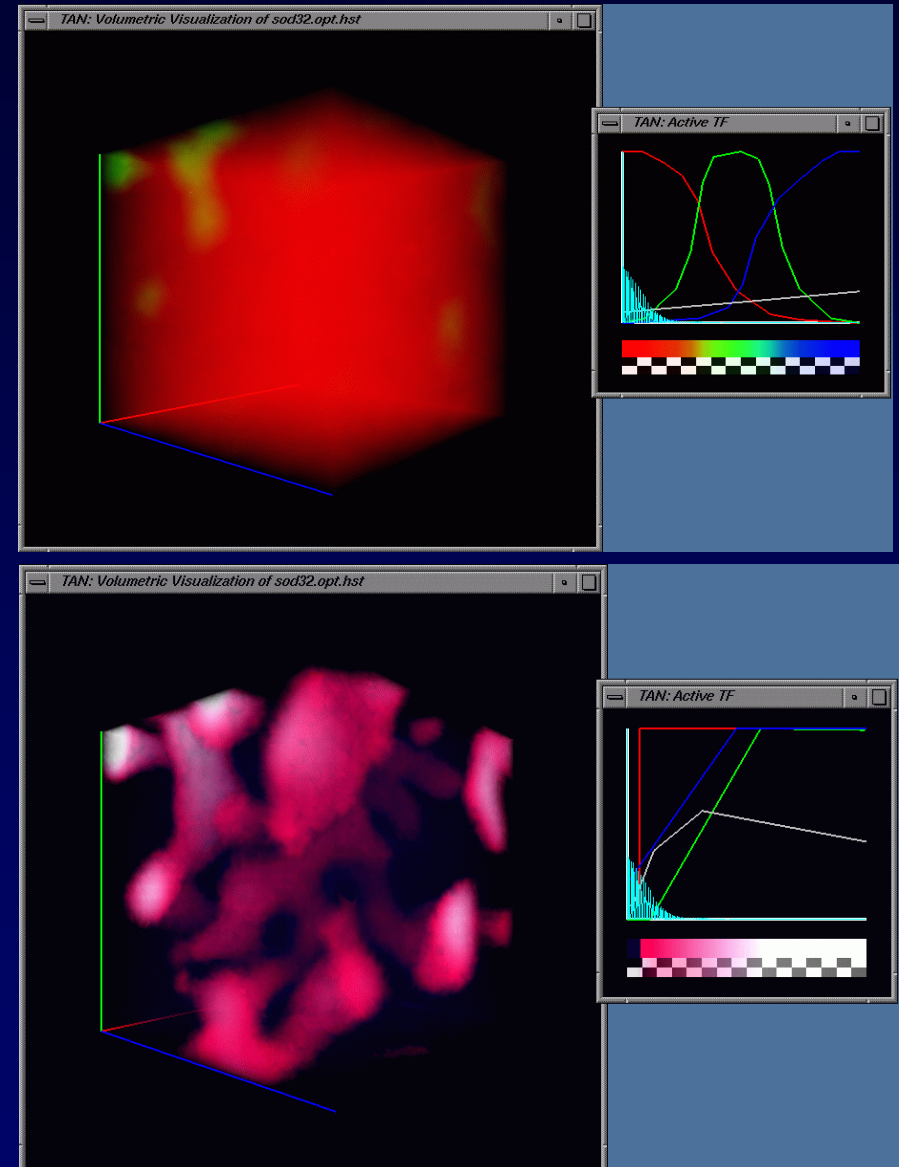 TAN: Volumetric Visualization of sod32.opt.hst
TAN: Active TF
TAN: Volumetric Visualization of sod32.opt.hst
TAN: Active TF